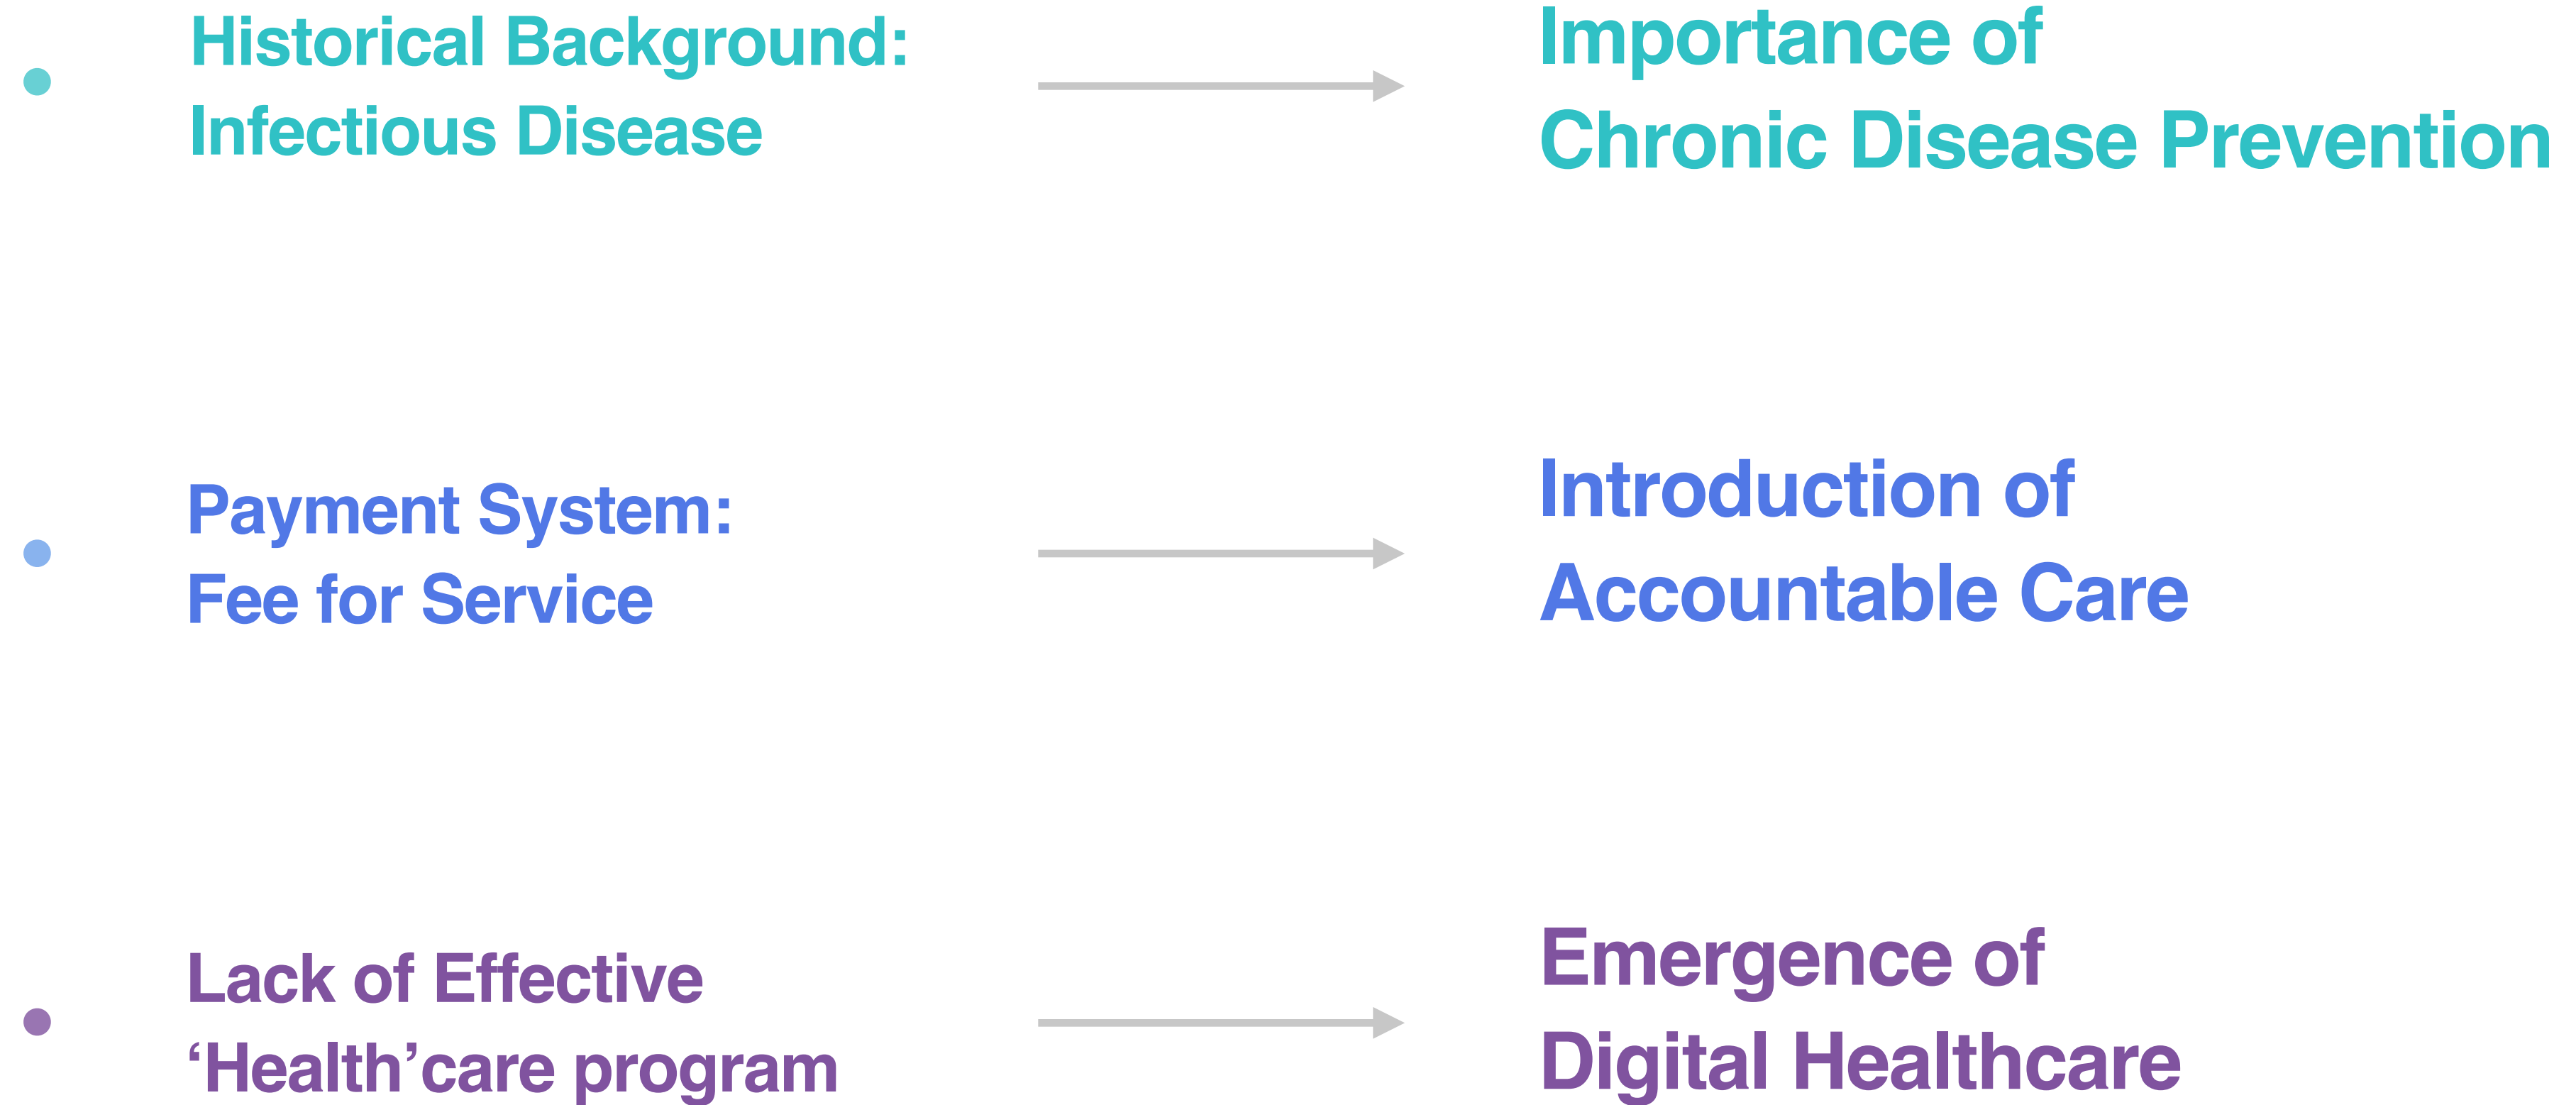 Historical Background:
Infectious Disease
Importance of
Chronic Disease Prevention
Payment System:
Fee for Service
Introduction of
Accountable Care
Lack of Effective
‘Health’care program
Emergence of
Digital Healthcare